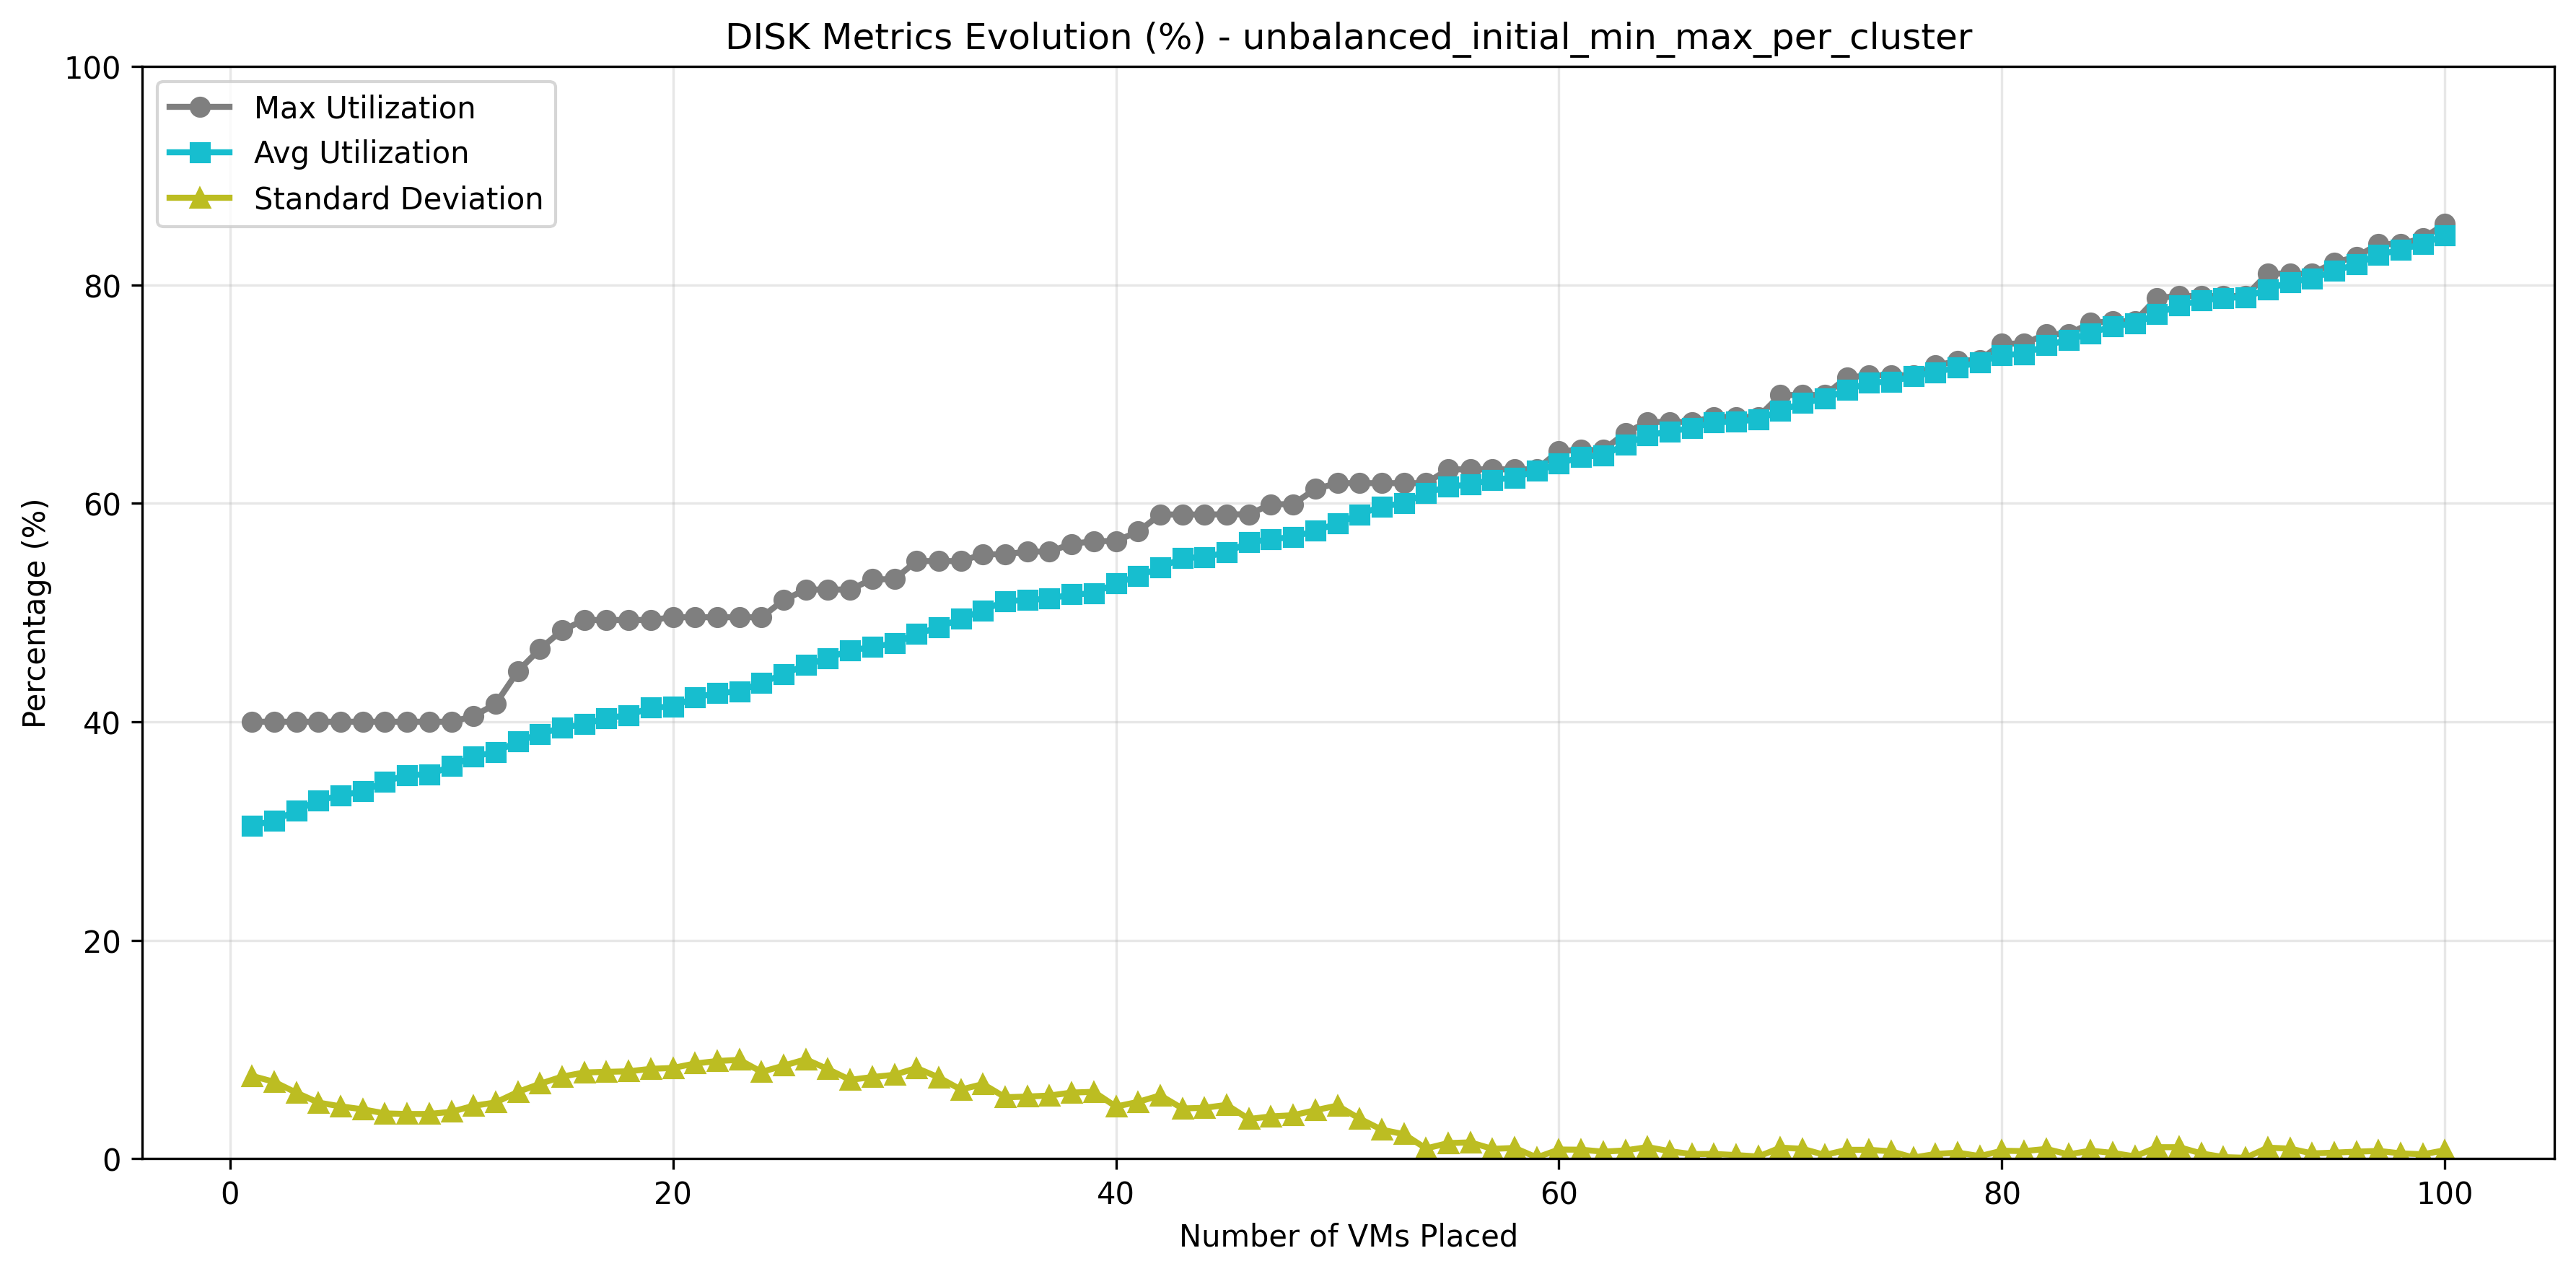 DISK Metrics Evolution (%) - unbalanced_initial_min_max_per_cluster
100
80
60
40
20
0
Percentage (%)
Max Utilization
Avg Utilization
Standard Deviation
0 20 40 60 80 100
Number of VMs Placed